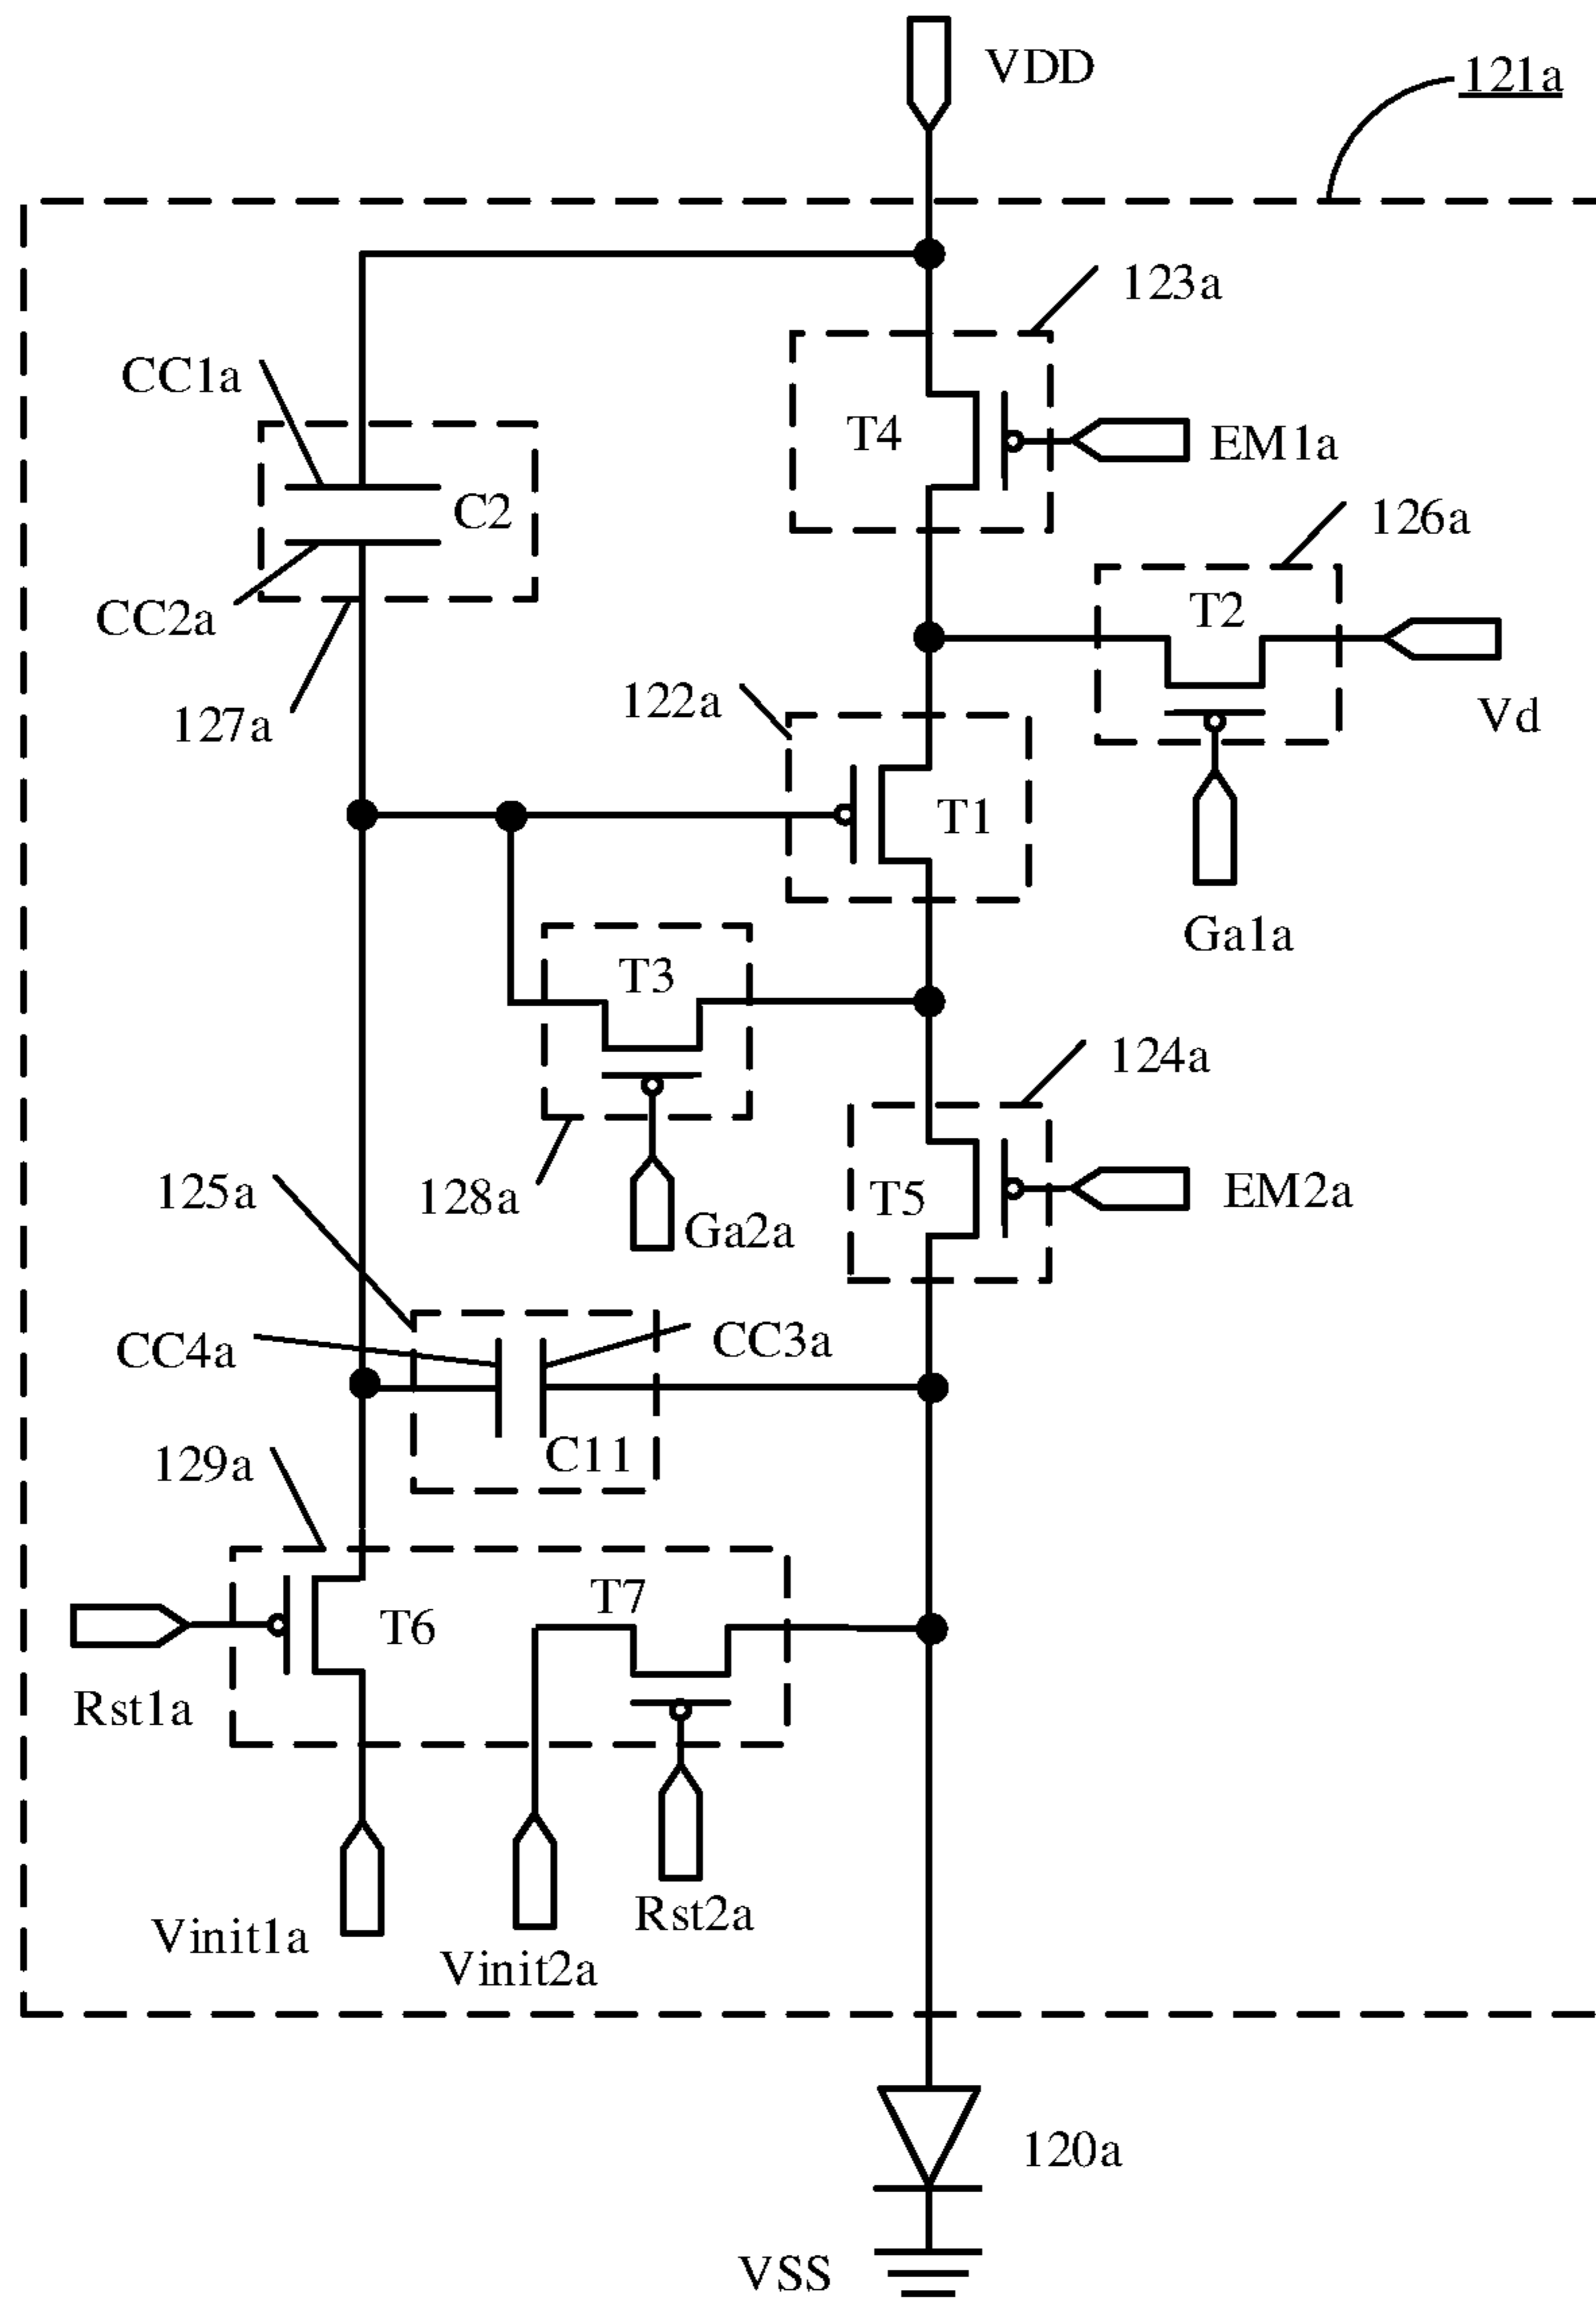 VDD
121a
123a
CC1a
T4
EM1a
C2
126a
T2
CC2a
122a
127a
Vd
T1
Ga1a
T3
124a
125a
128a
T5
EM2a
Ga2a
CC4a
CC3a
C11
129a
T7
T6
Rst1a
Rst2a
Vinit1a
Vinit2a
120a
VSS